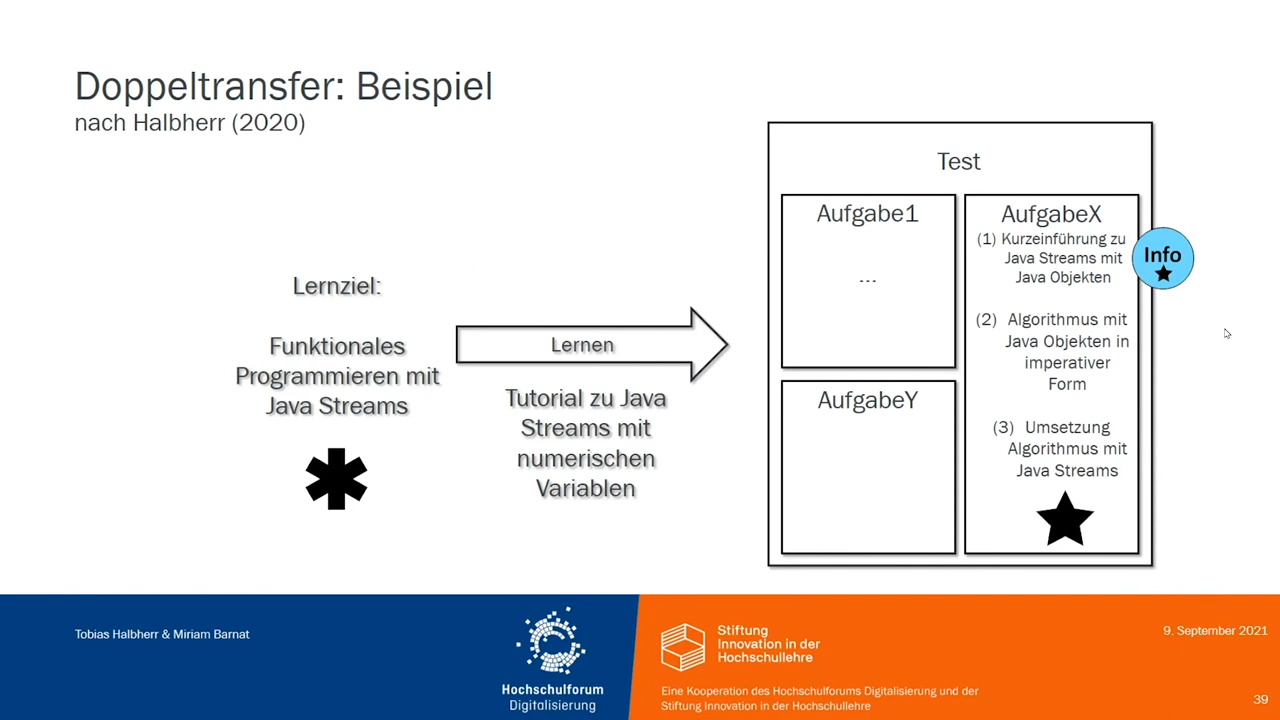 Doppeltransfer: Beispiel
nach Halbherr (2020)
Lernziel:
Funktionales
Programmieren mit
Java Streams
Lernen
Tutorial zu Java
Streams mit
numerischen
Variablen
Test
Aufgabe1
...
AufgabeY
AufgabeX
(1) Kurzeinführung zu
Java Streams mit
Java Objekten
(2) Algorithmus mit
Java Objekten in
imperativer
Form
(3) Umsetzung
Algorithmus mit
Java Streams
Info
Tobias Halbherr & Miriam Barnat
Hochschulforum
Digitalisierung
Stiftung
Innovation in der
Hochschullehre
Eine Kooperation des Hochschulforums Digitalisierung und der
Stiftung Innovation in der Hochschullehre
9. September 2021
39